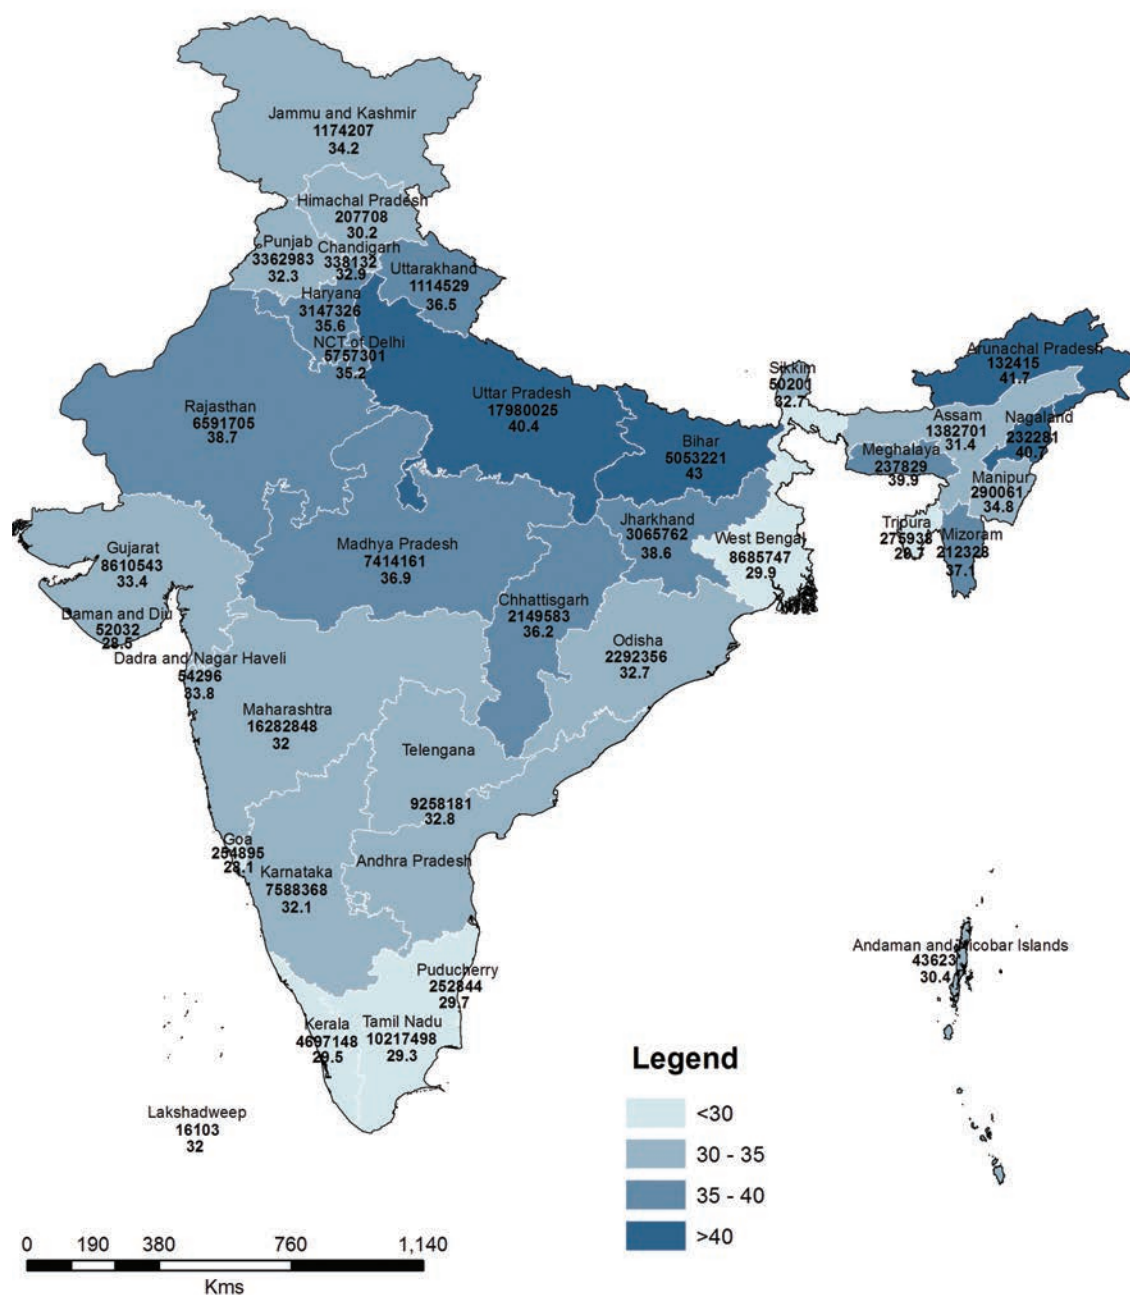 Jammu and Kashmir
1174207
34.2
Himachal Pradesh
207708
30.2
Punjab
3362983
32.3
Chandigarh
338132
32.9
Uttarakhand
1114529
36.5
Haryana
3147326
35.6
NCT of Delhi
5757301
35.2
Rajasthan
6591705
38.7
Uttar Pradesh
17980025
40.4
Bihar
5053221
43
Sikkim
50201
32.7
Arunachal Pradesh
132415
41.7
Assam
1382701
31.4
Nagaland
232281
40.7
Meghalaya
237829
39.9
Manipur
290061
34.8
Tripura
275938
29.7
Mizoram
212328
37.1
Gujarat
8610543
33.4
Madhya Pradesh
7414161
36.9
Jharkhand
3065762
38.6
West Bengal
8685747
29.9
Daman and Diu
52032
28.5
Chhattisgarh
2149583
36.2
Odisha
2292356
32.7
Dadra and Nagar Haveli
54296
33.8
Maharashtra
16282848
32
Telengana
9258181
32.8
Goa
254895
28.1
Karnataka
7588368
32.1
Andhra Pradesh
Puducherry
252844
29.7
Kerala
4697148
29.5
Tamil Nadu
10217498
29.3
Lakshadweep
16103
32
Andaman and Nicobar Islands
43623
30.4
Legend
<30
30 - 35
35 - 40
>40
0 190 380 760 1,140
Kms